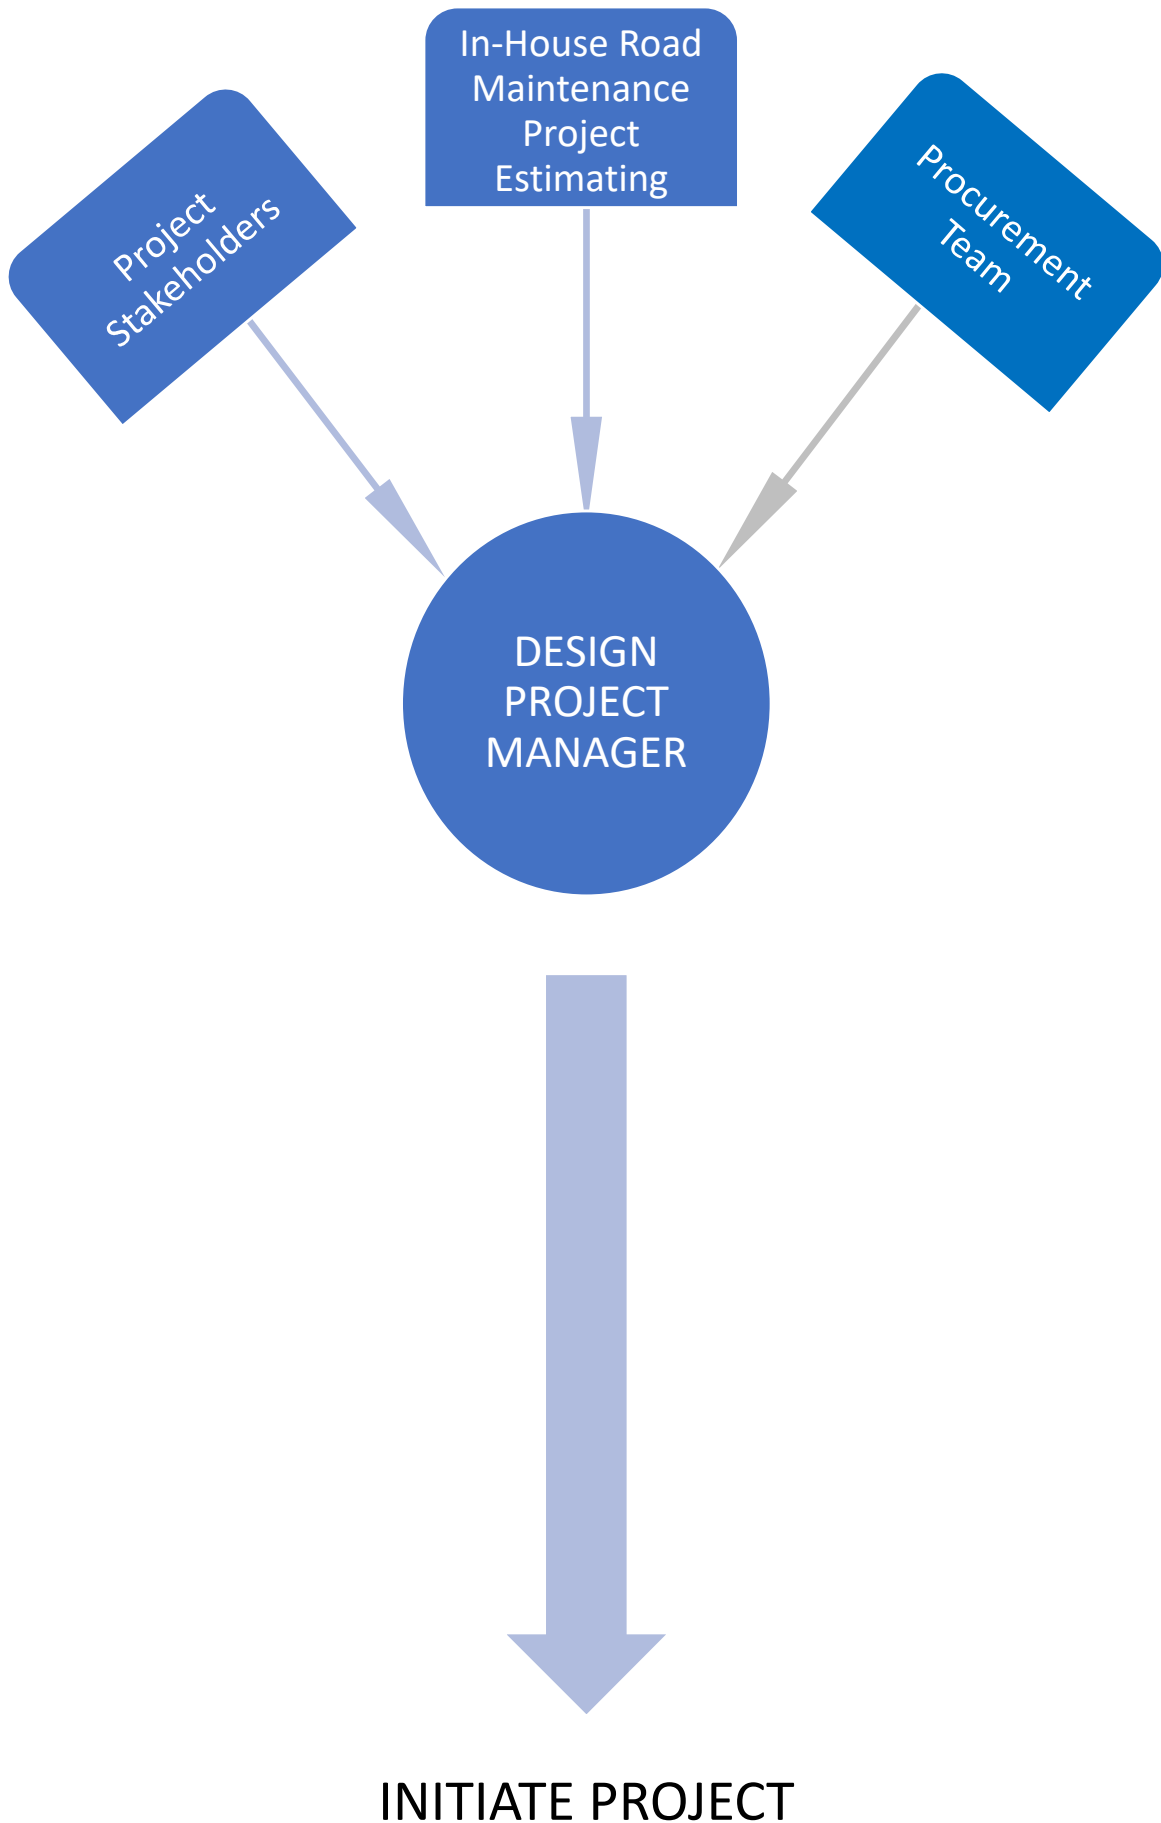 Project
Stakeholders
In-House Road
Maintenance
Project
Estimating
Procurement
Team
DESIGN
PROJECT
MANAGER
INITIATE PROJECT